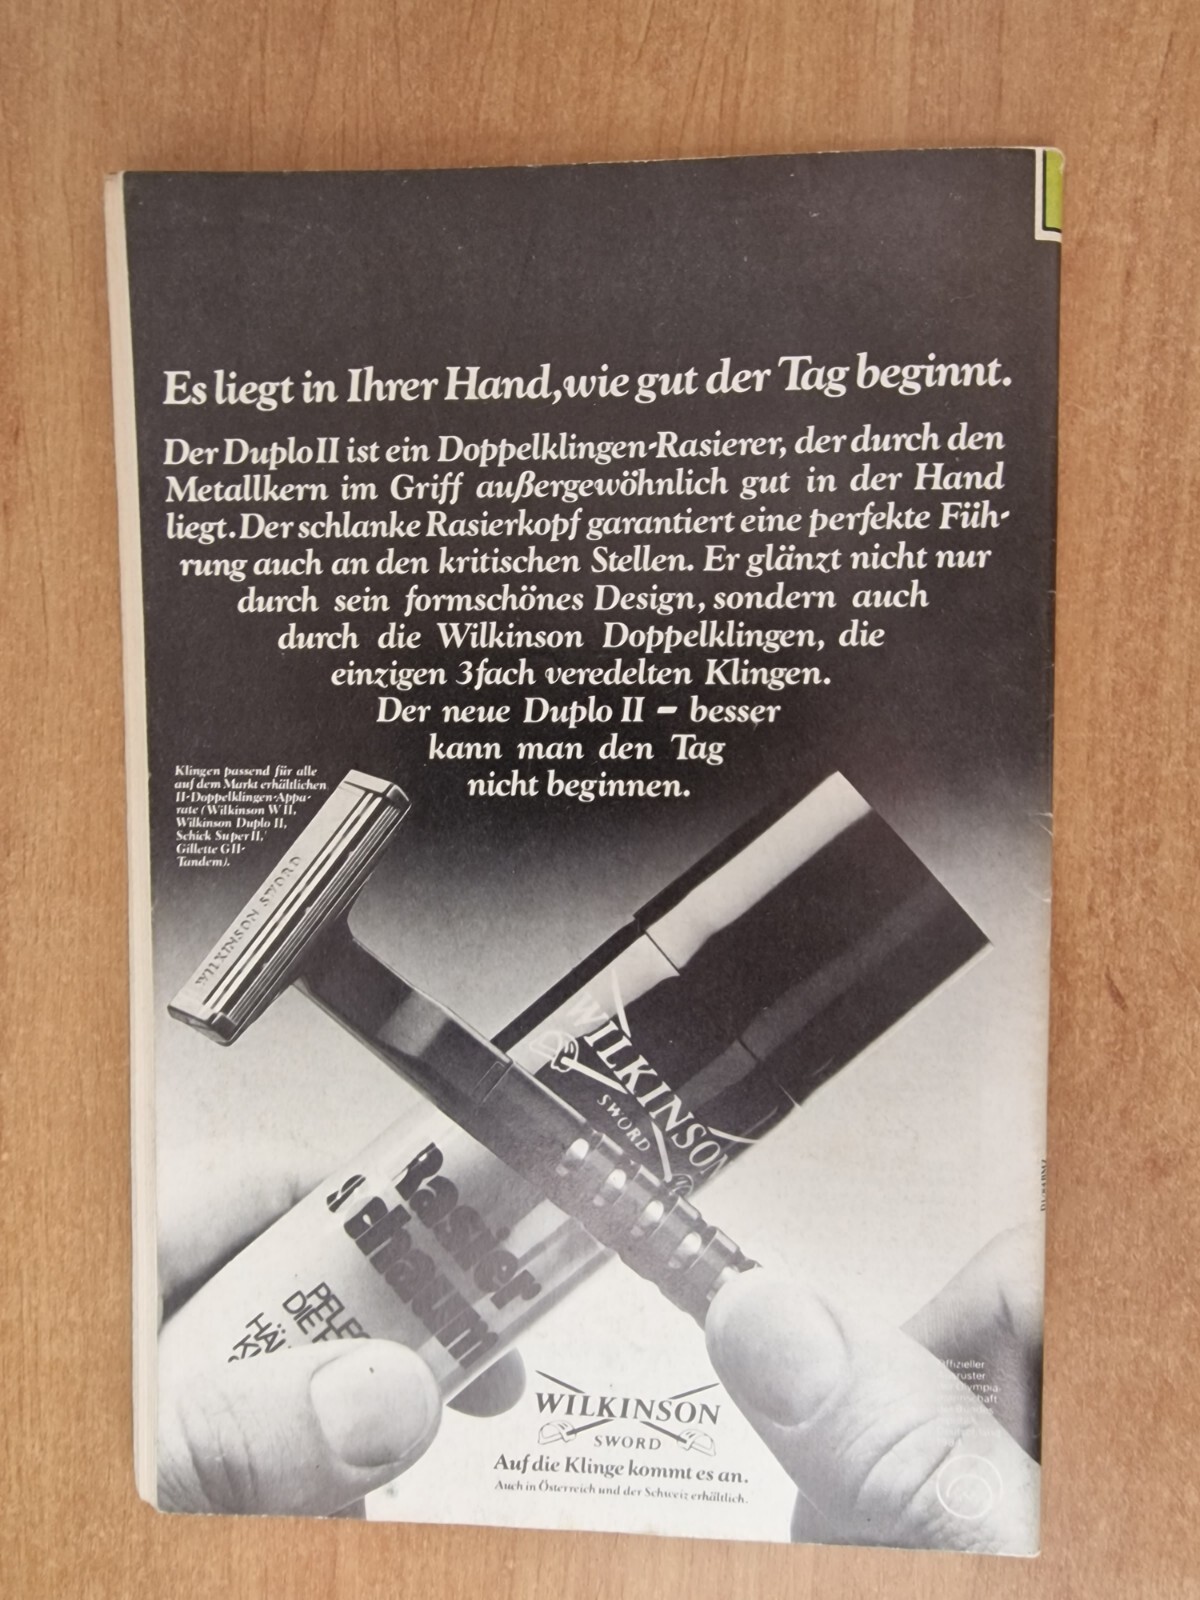 Es liegt in Ihrer Hand, wie gut der Tag beginnt.
Der Duplo II ist ein Doppelklingen-Rasierer, der durch den
Metallkern im Griff außergewöhnlich gut in der Hand
liegt. Der schlanke Rasierkopf garantiert eine perfekte Füh-
rung auch an den kritischen Stellen. Er glänzt nicht nur
durch sein formschönes Design, sondern auch
durch die Wilkinson Doppelklingen, die
einzigen 3fach veredelten Klingen.
Der neue Duplo II – besser
kann man den Tag
nicht beginnen.
Klingen passend für alle
auf dem Markt erhältlichen
II-Doppelklingen-Appa-
rate (Wilkinson W II,
Wilkinson Duplo II,
Schick Super II,
Gillette G II-
Tandem).
WILKINSON SWORD
WILKINSON
SWORD
Rasier
Schaum
DIE
WILKINSON
SWORD
Auf die Klinge kommt es an.
Auch in Österreich und der Schweiz erhältlich.